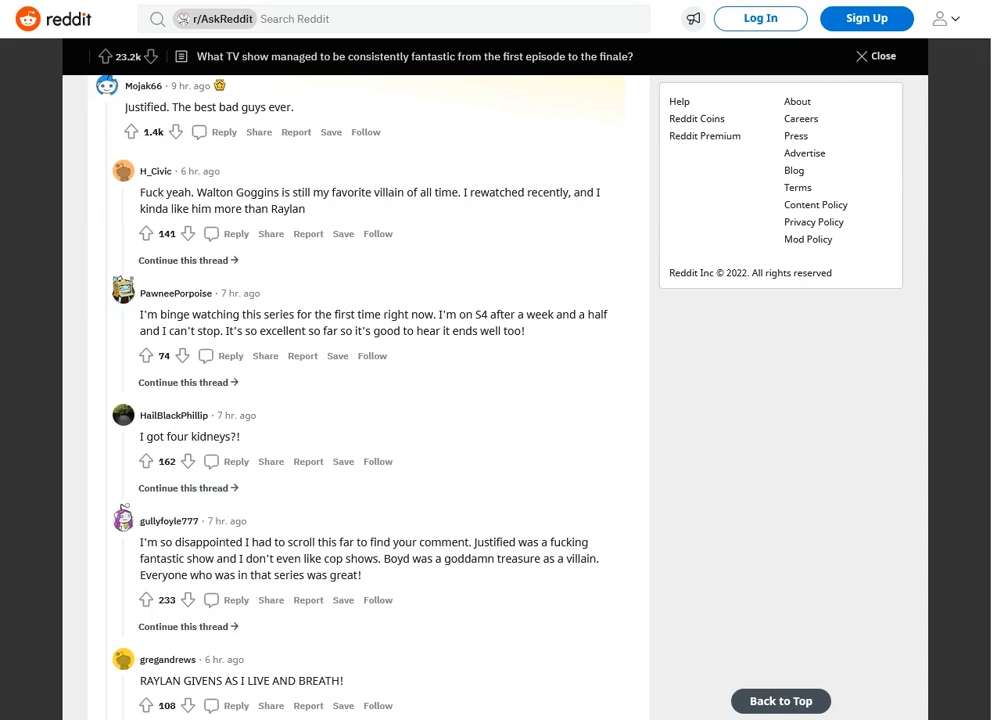 reddit
r/AskReddit Search Reddit
Log In
Sign Up
23.2k What TV show managed to be consistently fantastic from the first episode to the finale?
Close
Mojak66 · 9 hr. ago
Justified. The best bad guys ever.
1.4k Reply Share Report Save Follow
H_Civic · 6 hr. ago
Fuck yeah. Walton Goggins is still my favorite villain of all time. I rewatched recently, and I
kinda like him more than Raylan
141 Reply Share Report Save Follow
Continue this thread →
PawneePorpoise · 7 hr. ago
I'm binge watching this series for the first time right now. I'm on S4 after a week and a half
and I can't stop. It's so excellent so far so it's good to hear it ends well too!
74 Reply Share Report Save Follow
Continue this thread →
HailBlackPhillip · 7 hr. ago
I got four kidneys?!
162 Reply Share Report Save Follow
Continue this thread →
gullyfoyle777 · 7 hr. ago
I'm so disappointed I had to scroll this far to find your comment. Justified was a fucking
fantastic show and I don't even like cop shows. Boyd was a goddamn treasure as a villain.
Everyone who was in that series was great!
233 Reply Share Report Save Follow
Continue this thread →
gregandrews · 6 hr. ago
RAYLAN GIVENS AS I LIVE AND BREATH!
108 Reply Share Report Save Follow
Help
Reddit Coins
Reddit Premium
About
Careers
Press
Advertise
Blog
Terms
Content Policy
Privacy Policy
Mod Policy
Reddit Inc © 2022. All rights reserved
Back to Top